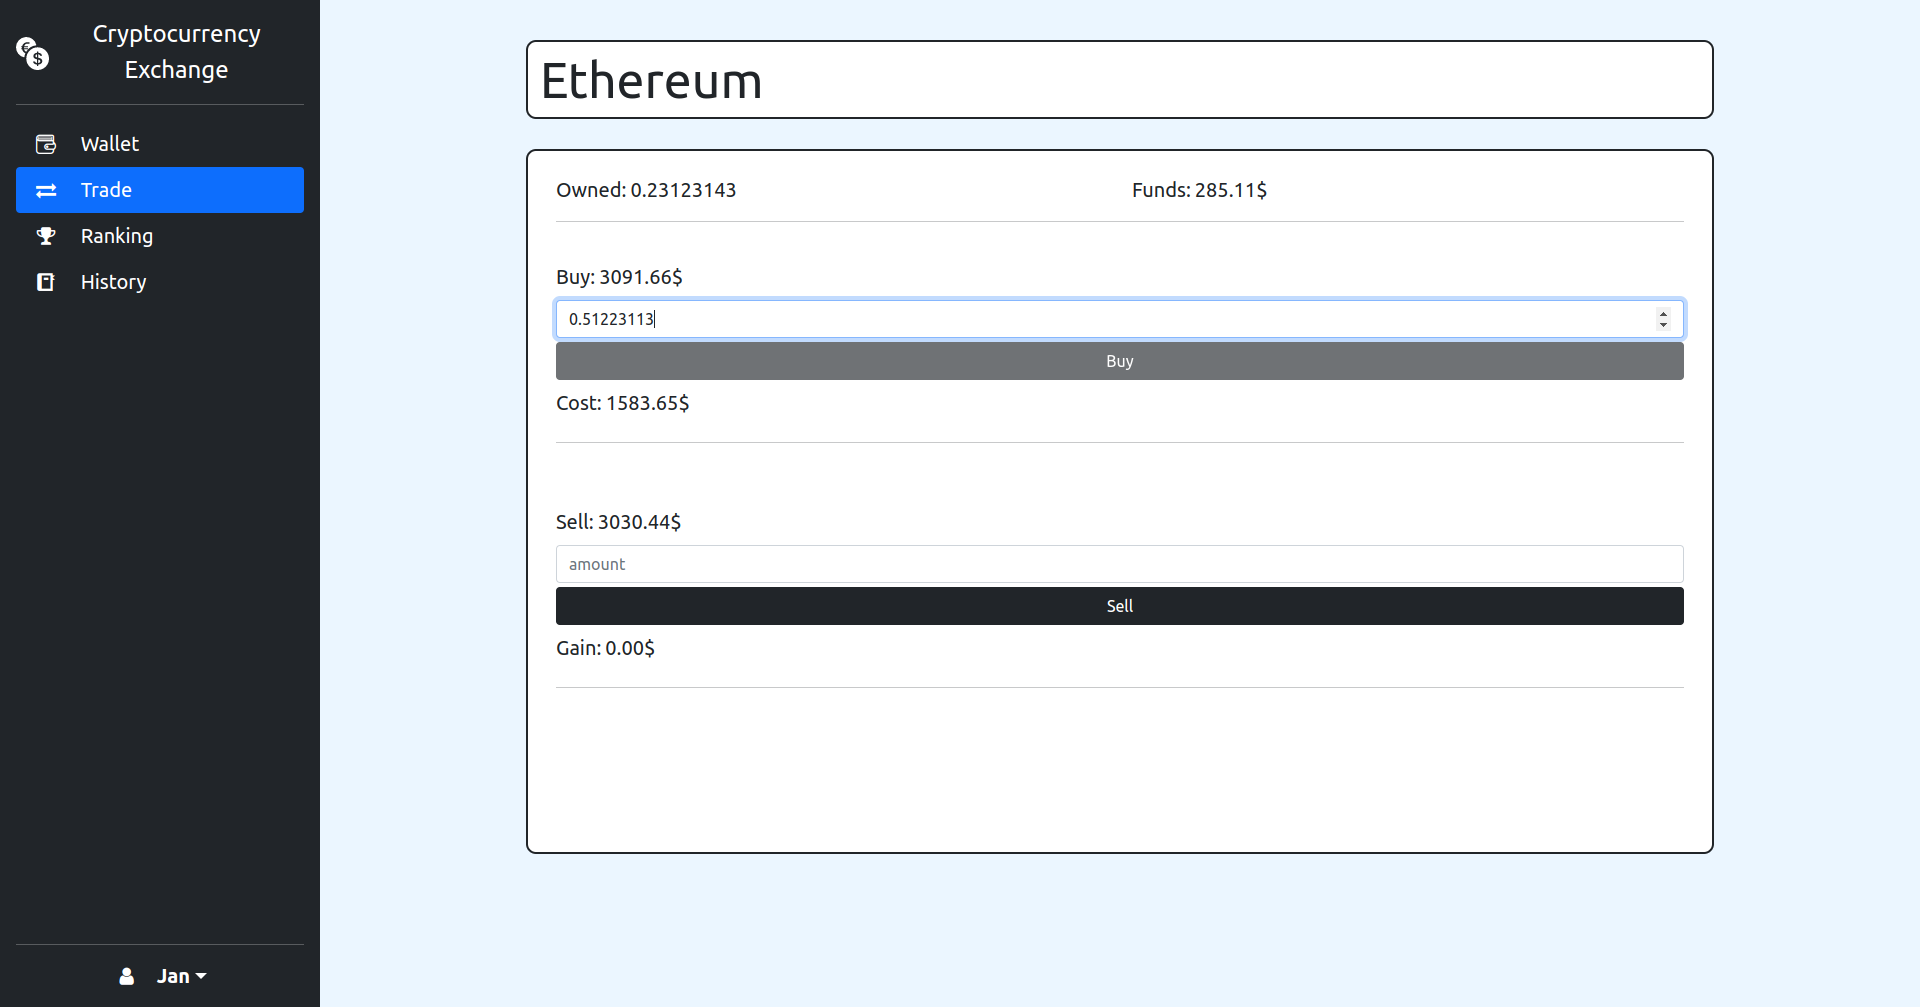 Cryptocurrency
Exchange
Wallet
Trade
Ranking
History
Jan
Ethereum
Owned: 0.23123143
Funds: 285.11$
Buy: 3091.66$
0.51223113
Buy
Cost: 1583.65$
Sell: 3030.44$
amount
Sell
Gain: 0.00$